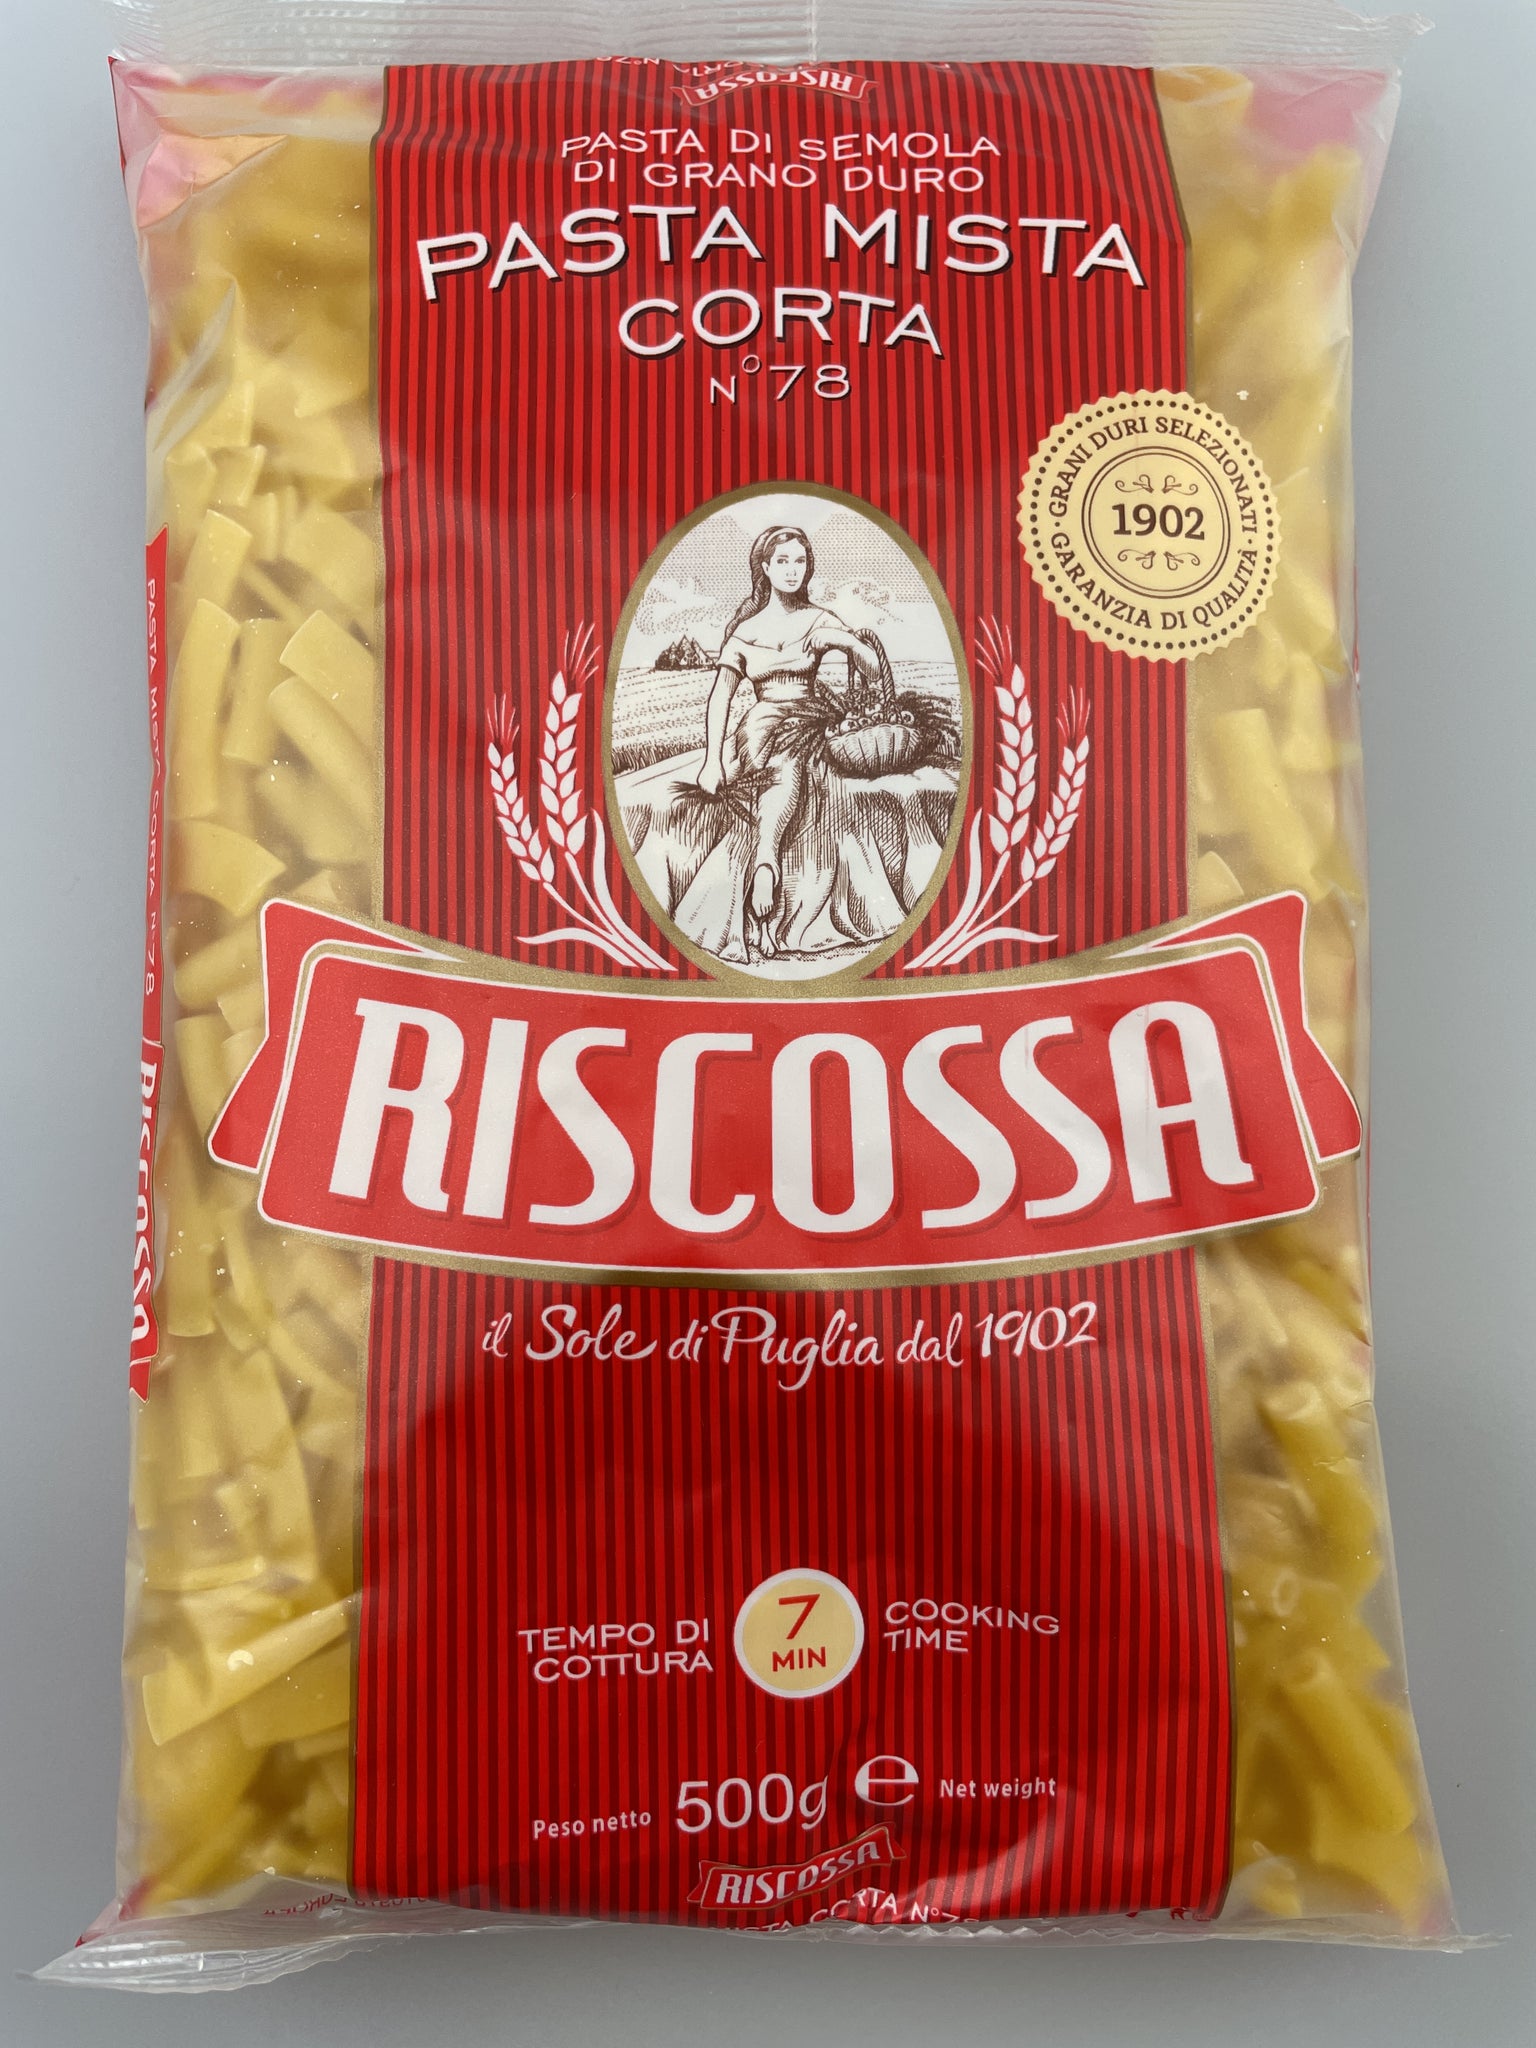 RISCOSSA
PASTA DI SEMOLA
DI GRANO DURO
PASTA MISTA
CORTA
N°78
GRANI DURI SELEZIONATI
1902
GARANZIA DI QUALITÀ
RISCOSSA
il Sole di Puglia dal 1902
TEMPO DI
COTTURA
7
MIN
COOKING
TIME
Peso netto 500g e Net weight
RISCOSSA
CORTA
PASTA MISTA CORTA N°78
RISCOSSA